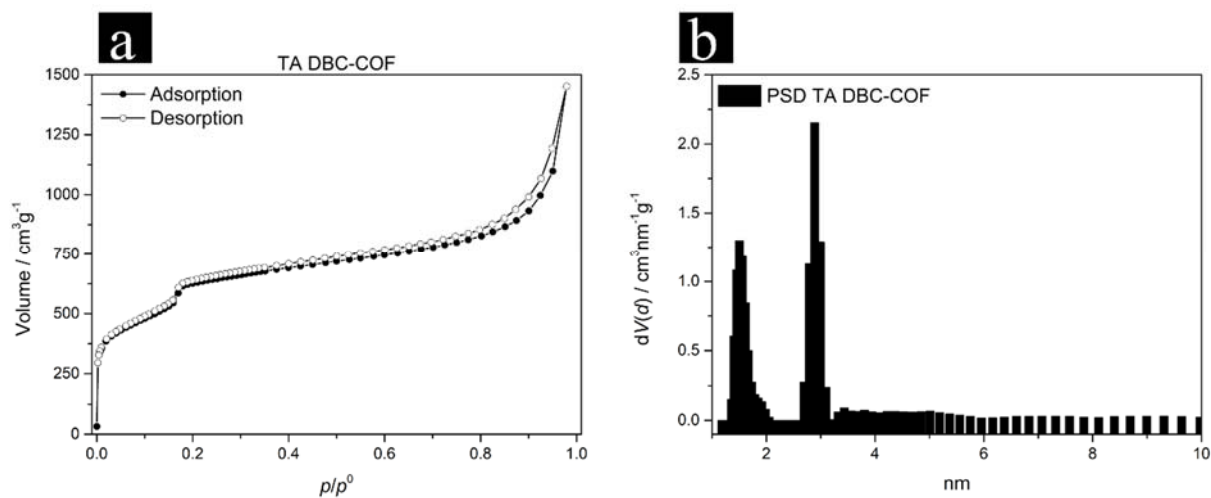 a
TA DBC-COF
Adsorption
Desorption
Volume / cm³g⁻¹
1500
1250
1000
750
500
250
0
0.0 0.2 0.4 0.6 0.8 1.0
p/p⁰
b
PSD TA DBC-COF
dV(d) / cm³nm⁻¹g⁻¹
2.5
2.0
1.5
1.0
0.5
0.0
2 4 6 8 10
nm